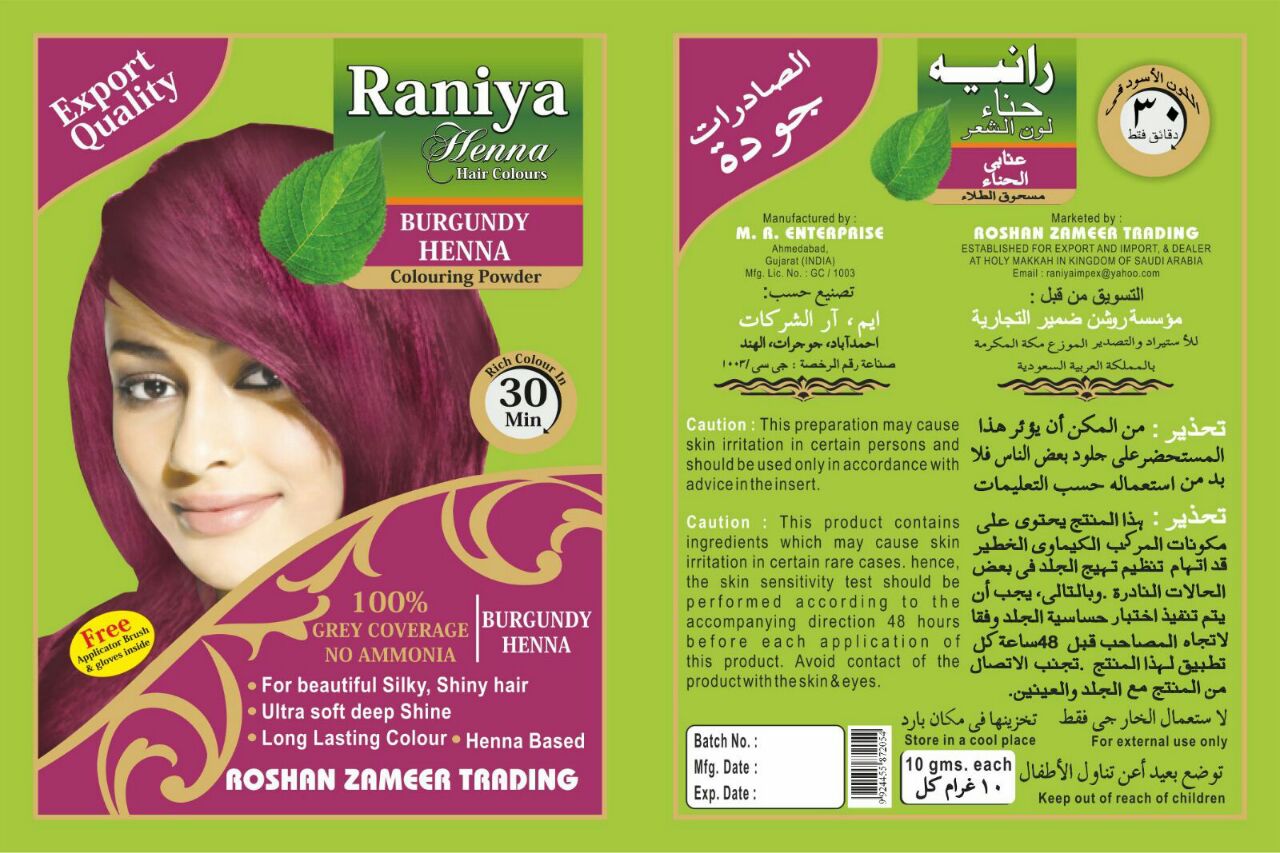 Export
Quality
Raniya
Henna
Hair Colours
BURGUNDY
HENNA
Colouring Powder
Rich Colour In
30
Min
Free
Applicator Brush
& gloves inside
100%
GREY COVERAGE
NO AMMONIA
BURGUNDY
HENNA
• For beautiful Silky, Shiny hair
• Ultra soft deep Shine
• Long Lasting Colour • Henna Based
ROSHAN ZAMEER TRADING
الصادرات
جودة
رانيه
حناء
لون الشعر
عنابى
الحناء
مسحوق الطلاء
اللون الأسود فى
٣٠
دقائق فتط
Manufactured by :
M. R. ENTERPRISE
Ahmedabad,
Gujarat (INDIA)
Mfg. Lic. No. : GC / 1003
تصنيع حسب:
ايم، آر الشركات
احمدآباد، جوجرات، الهند
صناعة رقم الرخصة : جى سى/١٠٠٣
Marketed by :
ROSHAN ZAMEER TRADING
ESTABLISHED FOR EXPORT AND IMPORT, & DEALER
AT HOLY MAKKAH IN KINGDOM OF SAUDI ARABIA
Email : raniyaimpex@yahoo.com
التسويق من قبل :
مؤسسة روشن ضمير التجارية
للأستيراد والتصدير الموزع مكة المكرمة
بالمملكة العربية السعودية
Caution : This preparation may cause
skin irritation in certain persons and
should be used only in accordance with
advice in the insert.
تحذير : من المكن أن يؤثر هذا
المستحضر على جلود بعض الناس فلا
بد من استعماله حسب التعليمات
Caution : This product contains
ingredients which may cause skin
irritation in certain rare cases. hence,
the skin sensitivity test should be
performed according to the
accompanying direction 48 hours
before each application of
this product. Avoid contact of the
product with the skin & eyes.
تحذير : هذا المنتج يحتوى على
مكونات المركب الكيماوى الخطير
قد اتهام تنظيم تهيج الجلد فى بعض
الحالات النادرة .وبالتالى، يجب أن
يتم تنفيذ اختبار حساسية الجلد وفقا
لاتجاه المصاحب قبل 48ساعة كل
تطبيق لهذا المنتج .تجنب الاتصال
من المنتج مع الجلد والعينين.
Batch No. :
Mfg. Date :
Exp. Date :
9 924455 872054
تخزينها فى مكان بارد
Store in a cool place
لا ستعمال الخار جي فقط
For external use only
10 gms. each
١٠ غرام كل
توضع بعيد أعن تناول الأطفال
Keep out of reach of children